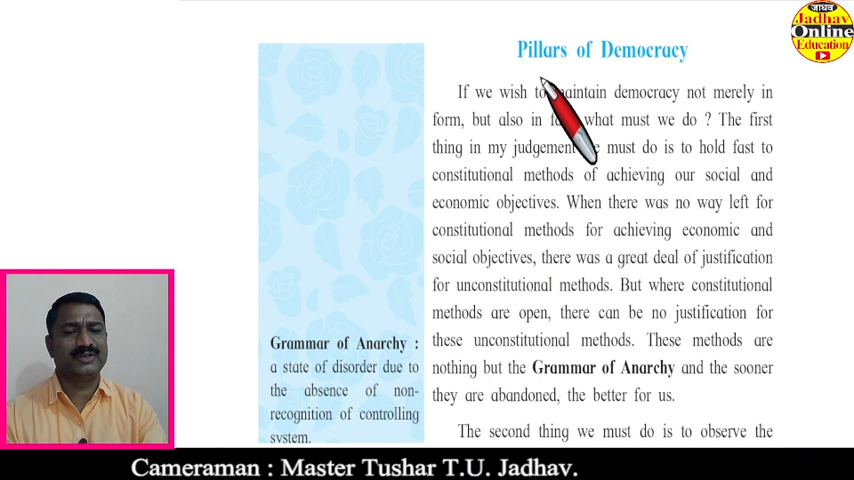 जाधव
Jadhav
Online
Education
Pillars of Democracy
If we wish to maintain democracy not merely in
form, but also in what must we do ? The first
thing in my judgement must do is to hold fast to
constitutional methods of achieving our social and
economic objectives. When there was no way left for
constitutional methods for achieving economic and
social objectives, there was a great deal of justification
for unconstitutional methods. But where constitutional
methods are open, there can be no justification for
these unconstitutional methods. These methods are
nothing but the Grammar of Anarchy and the sooner
they are abandoned, the better for us.
The second thing we must do is to observe the
Grammar of Anarchy :
a state of disorder due to
the absence of non-
recognition of controlling
system.
Cameraman : Master Tushar T.U. Jadhav.